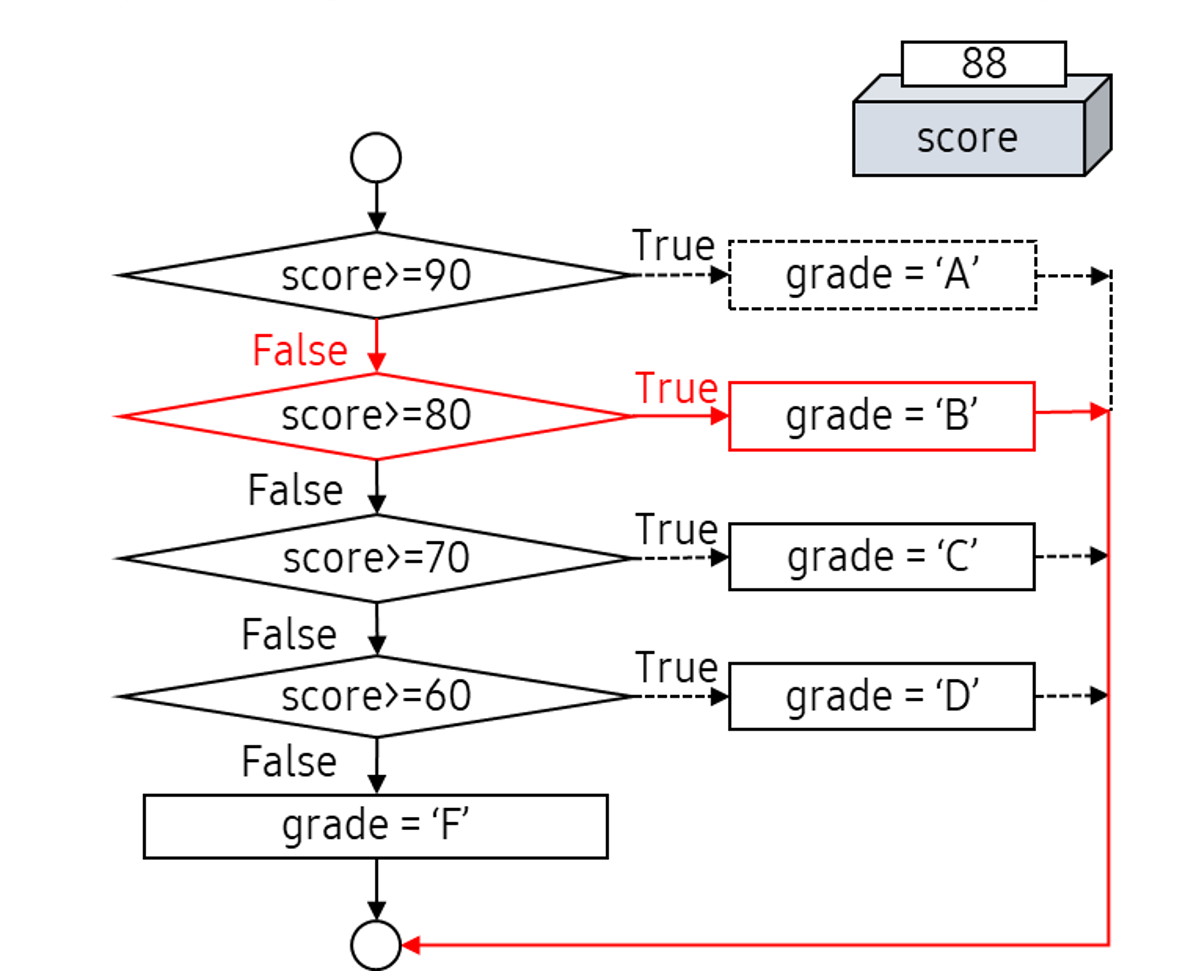 88
score
score>=90
True
grade = ‘A’
False
score>=80
True
grade = ‘B’
False
score>=70
True
grade = ‘C’
False
score>=60
True
grade = ‘D’
False
grade = ‘F’